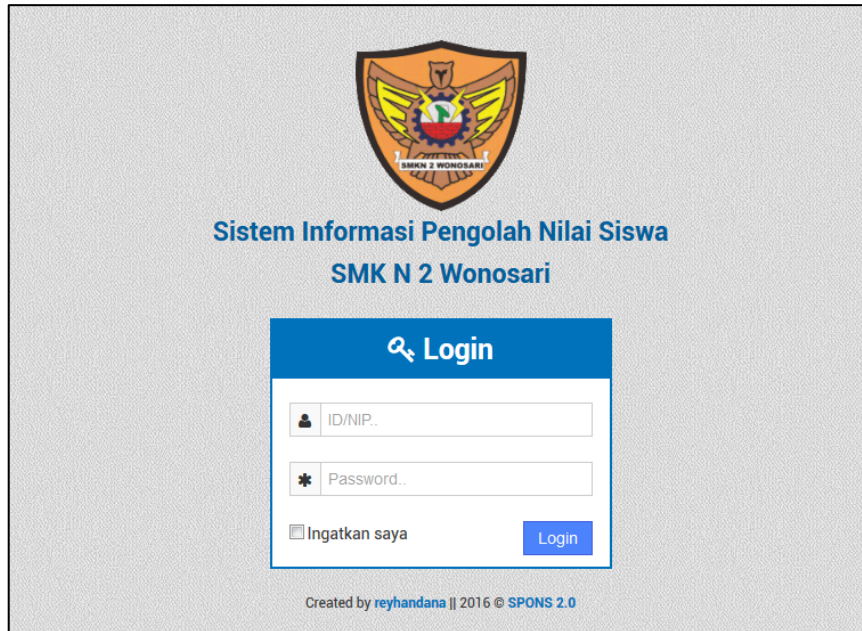 SMKN 2 WONOSARI
Sistem Informasi Pengolah Nilai Siswa
SMK N 2 Wonosari
Login
ID/NIP..
Password..
Ingatkan saya
Login
Created by reyhandana || 2016 © SPONS 2.0